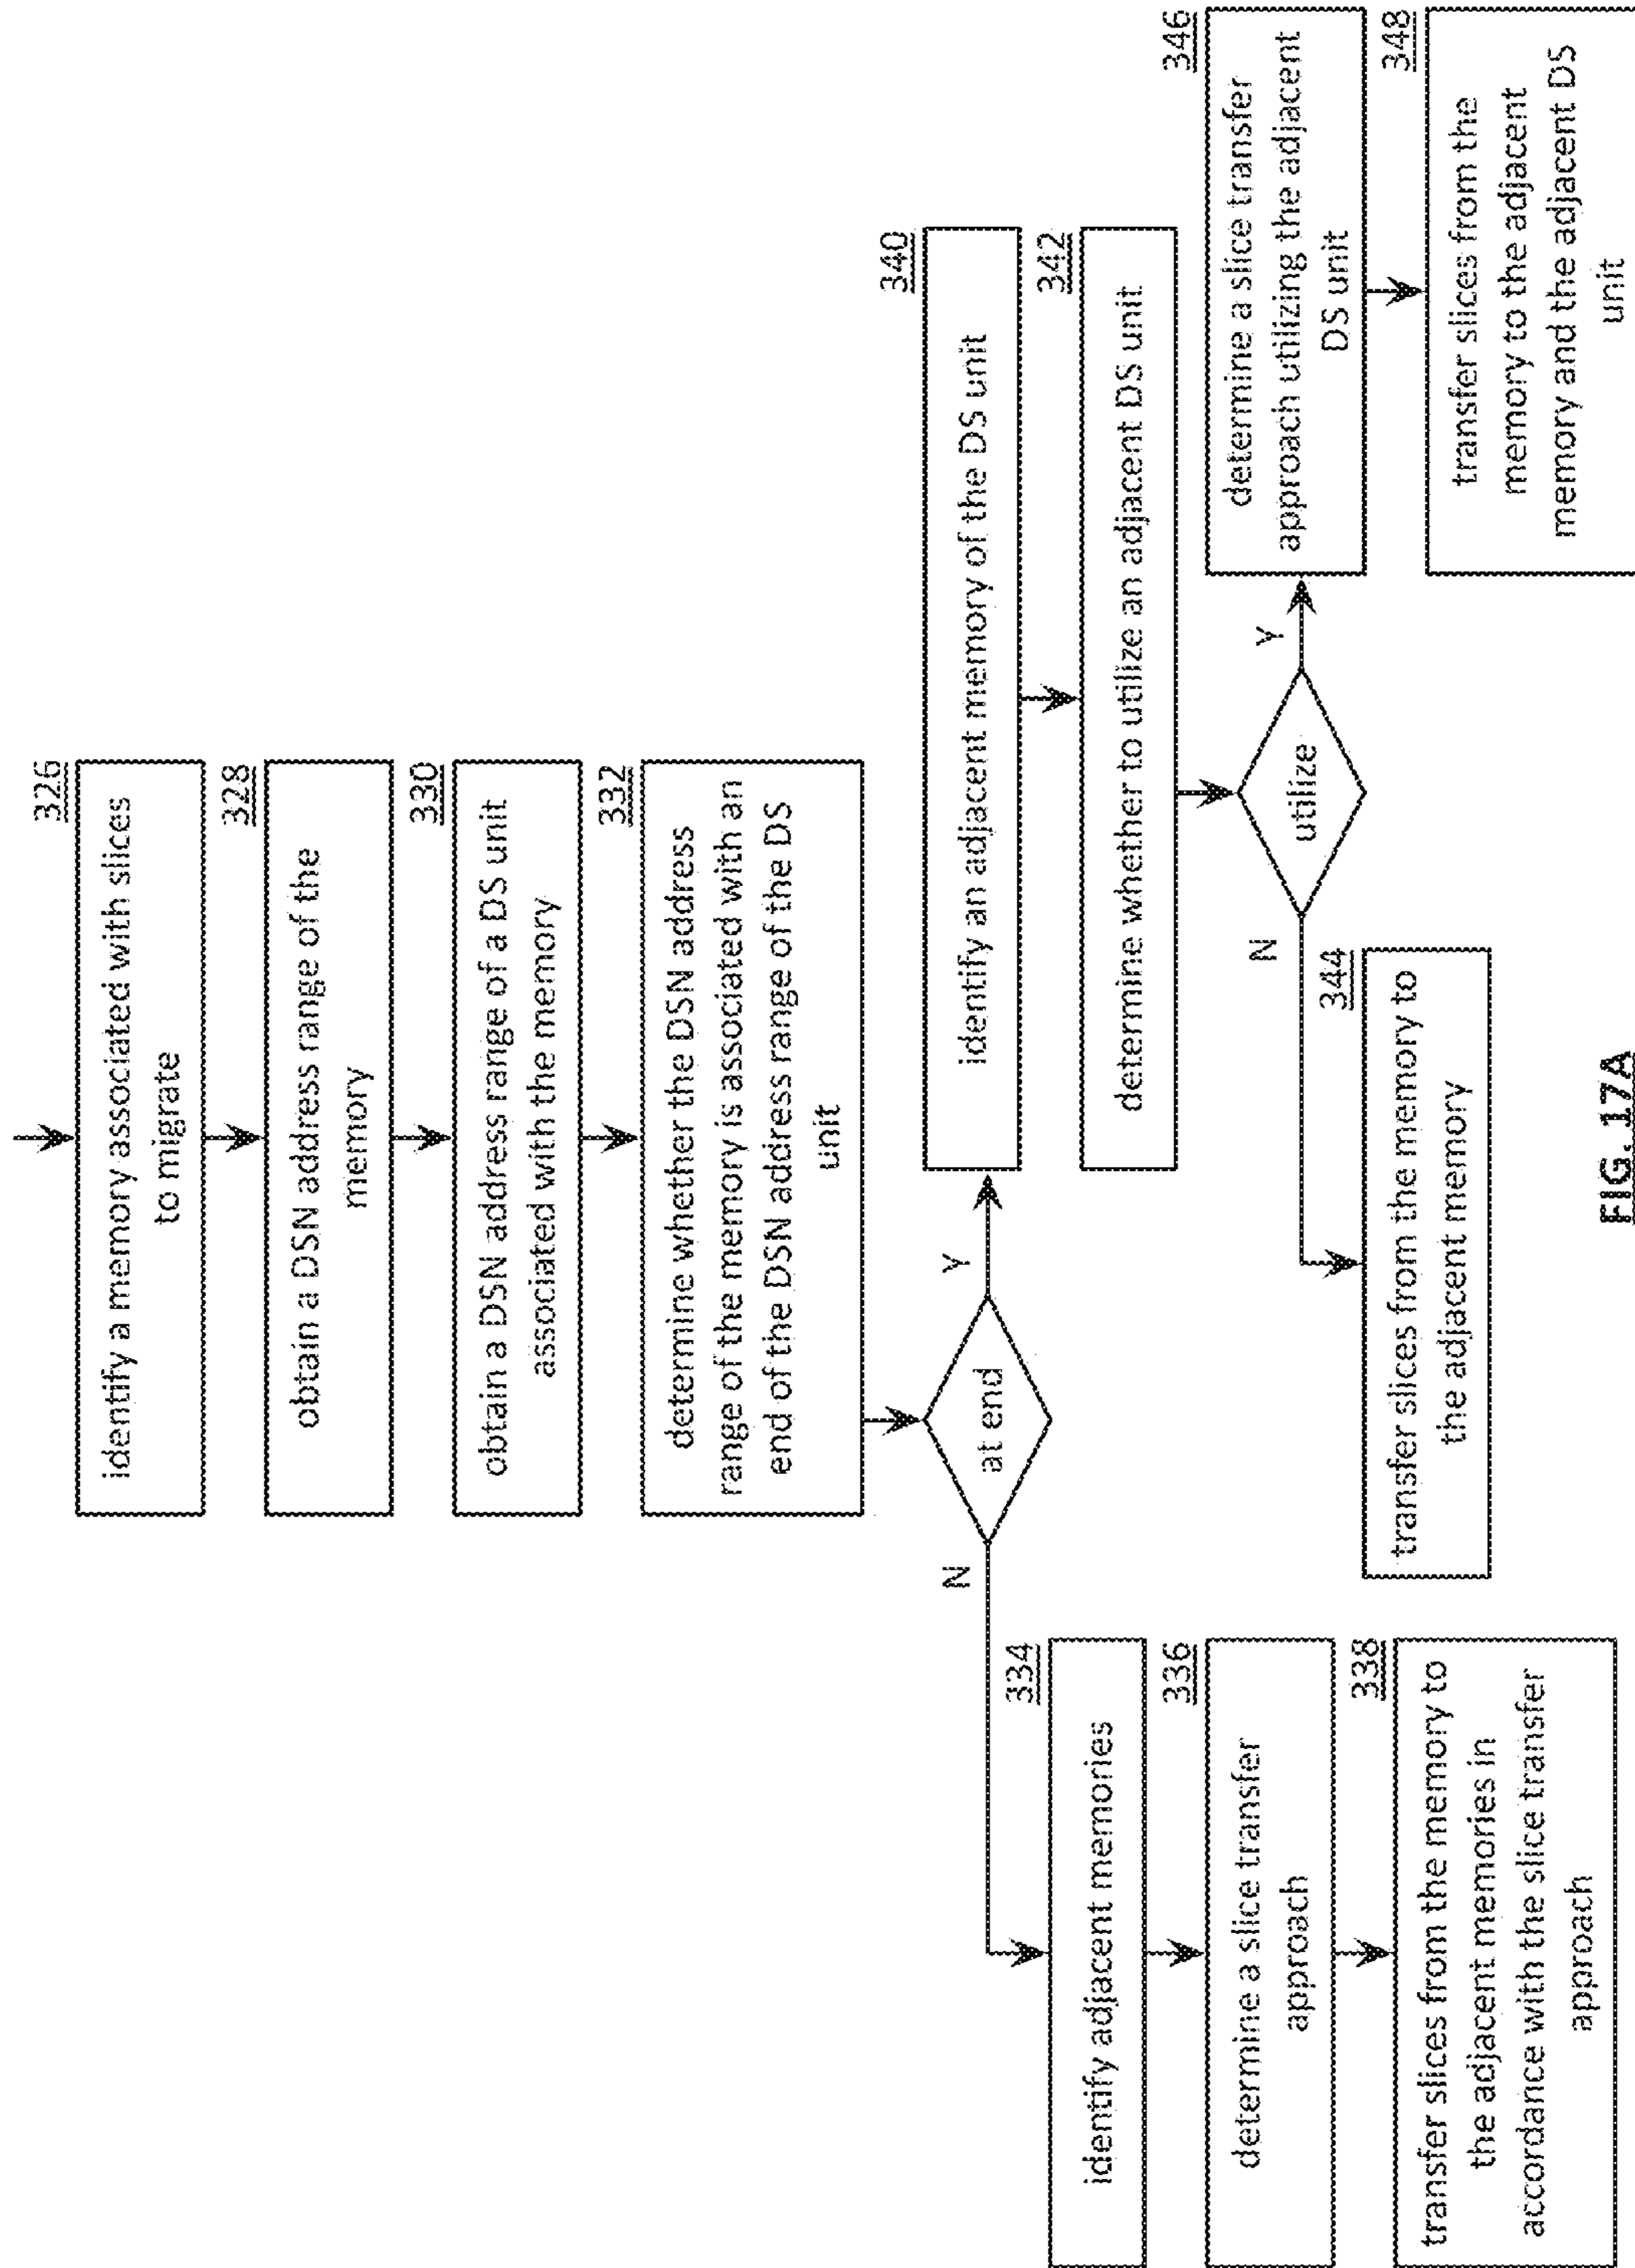 326
identify a memory associated with slices
to migrate
328
obtain a DSN address range of the
memory
330
obtain a DSN address range of a DS unit
associated with the memory
332
determine whether the DSN address
range of the memory is associated with an
end of the DSN address range of the DS
unit
at end
N
Y
334
identify adjacent memories
336
determine a slice transfer
approach
338
transfer slices from the memory to
the adjacent memories in
accordance with the slice transfer
approach
340
identify an adjacent memory of the DS unit
342
determine whether to utilize an adjacent DS unit
utilize
N
Y
344
transfer slices from the memory to
the adjacent memory
346
determine a slice transfer
approach utilizing the adjacent
DS unit
348
transfer slices from the
memory to the adjacent
memory and the adjacent DS
unit
FIG. 17A